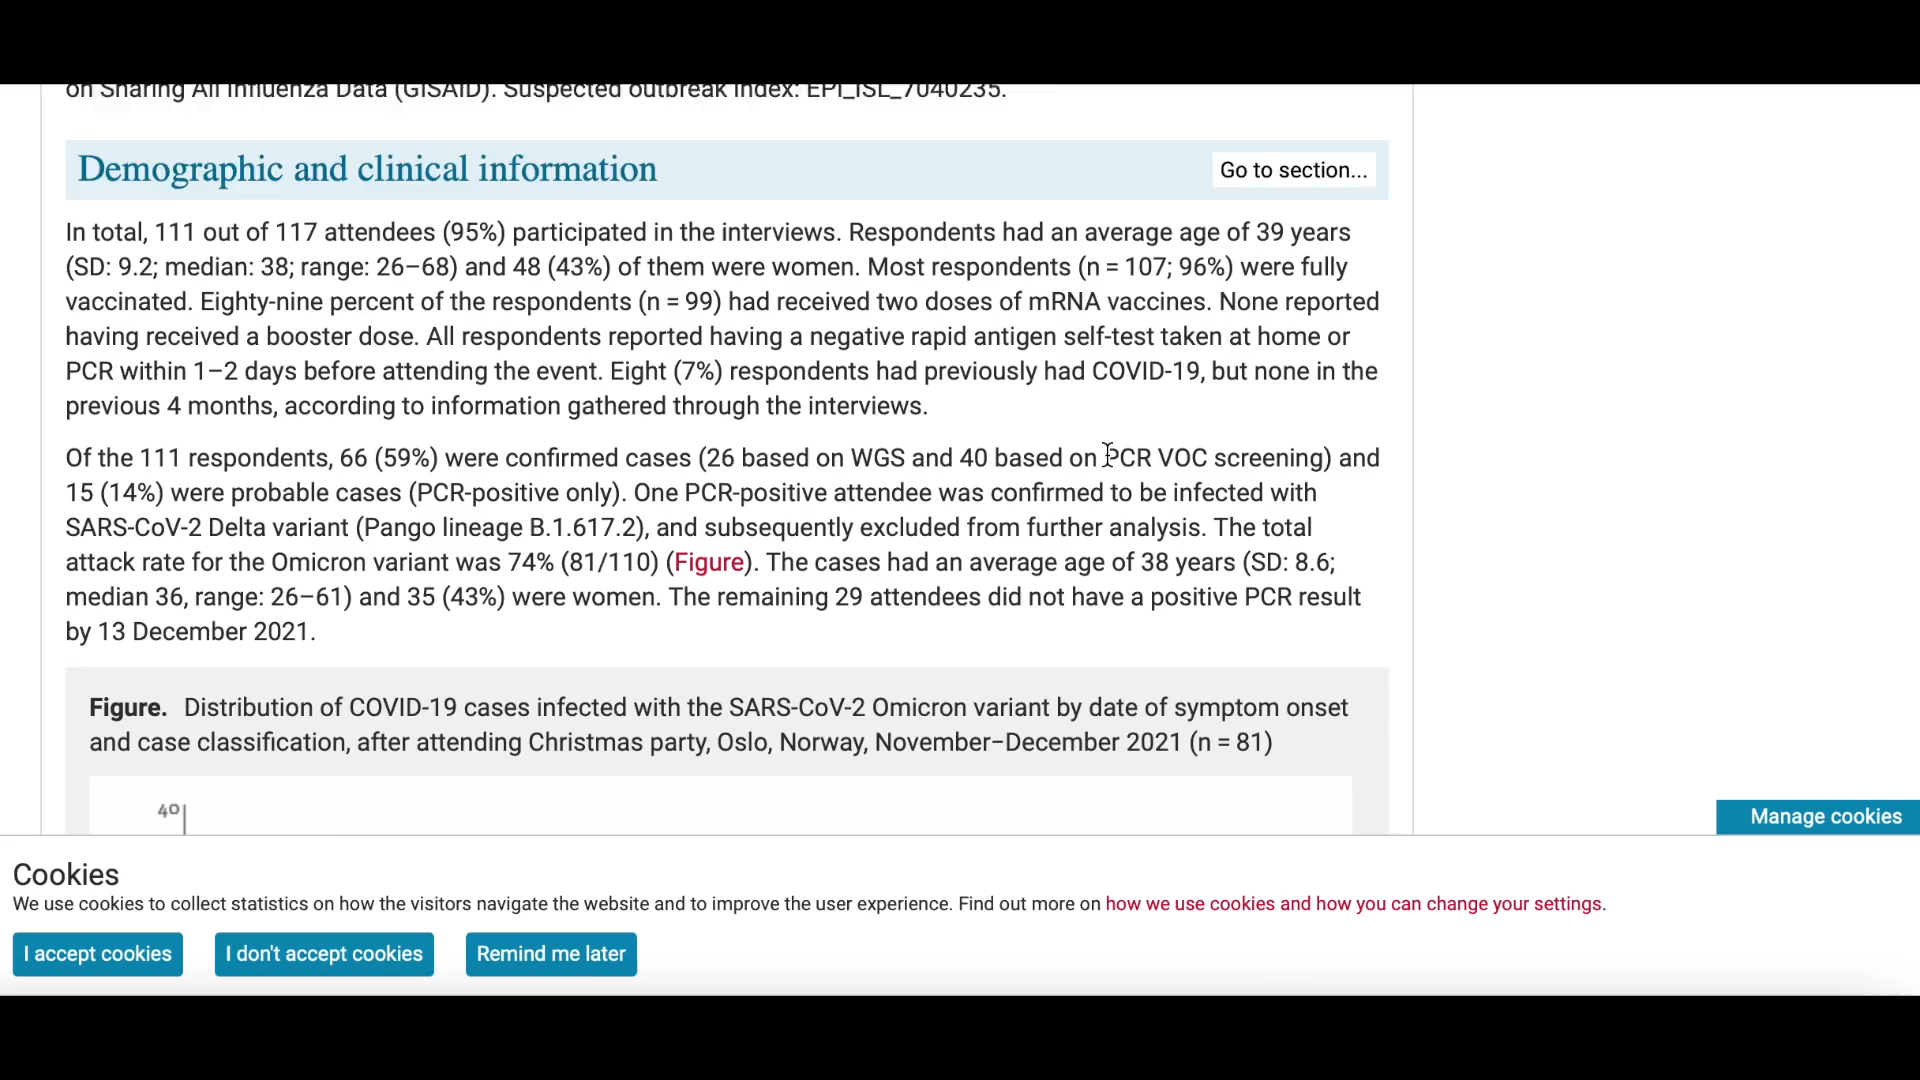 on Sharing All Influenza Data (GISAID). Suspected outbreak index: EPI_ISL_7040235.
Demographic and clinical information
Go to section...
In total, 111 out of 117 attendees (95%) participated in the interviews. Respondents had an average age of 39 years
(SD: 9.2; median: 38; range: 26–68) and 48 (43%) of them were women. Most respondents (n = 107; 96%) were fully
vaccinated. Eighty-nine percent of the respondents (n = 99) had received two doses of mRNA vaccines. None reported
having received a booster dose. All respondents reported having a negative rapid antigen self-test taken at home or
PCR within 1–2 days before attending the event. Eight (7%) respondents had previously had COVID-19, but none in the
previous 4 months, according to information gathered through the interviews.
Of the 111 respondents, 66 (59%) were confirmed cases (26 based on WGS and 40 based on PCR VOC screening) and
15 (14%) were probable cases (PCR-positive only). One PCR-positive attendee was confirmed to be infected with
SARS-CoV-2 Delta variant (Pango lineage B.1.617.2), and subsequently excluded from further analysis. The total
attack rate for the Omicron variant was 74% (81/110) (Figure). The cases had an average age of 38 years (SD: 8.6;
median 36, range: 26–61) and 35 (43%) were women. The remaining 29 attendees did not have a positive PCR result
by 13 December 2021.
Figure. Distribution of COVID-19 cases infected with the SARS-CoV-2 Omicron variant by date of symptom onset
and case classification, after attending Christmas party, Oslo, Norway, November–December 2021 (n = 81)
40
Manage cookies
Cookies
We use cookies to collect statistics on how the visitors navigate the website and to improve the user experience. Find out more on how we use cookies and how you can change your settings.
I accept cookies
I don't accept cookies
Remind me later